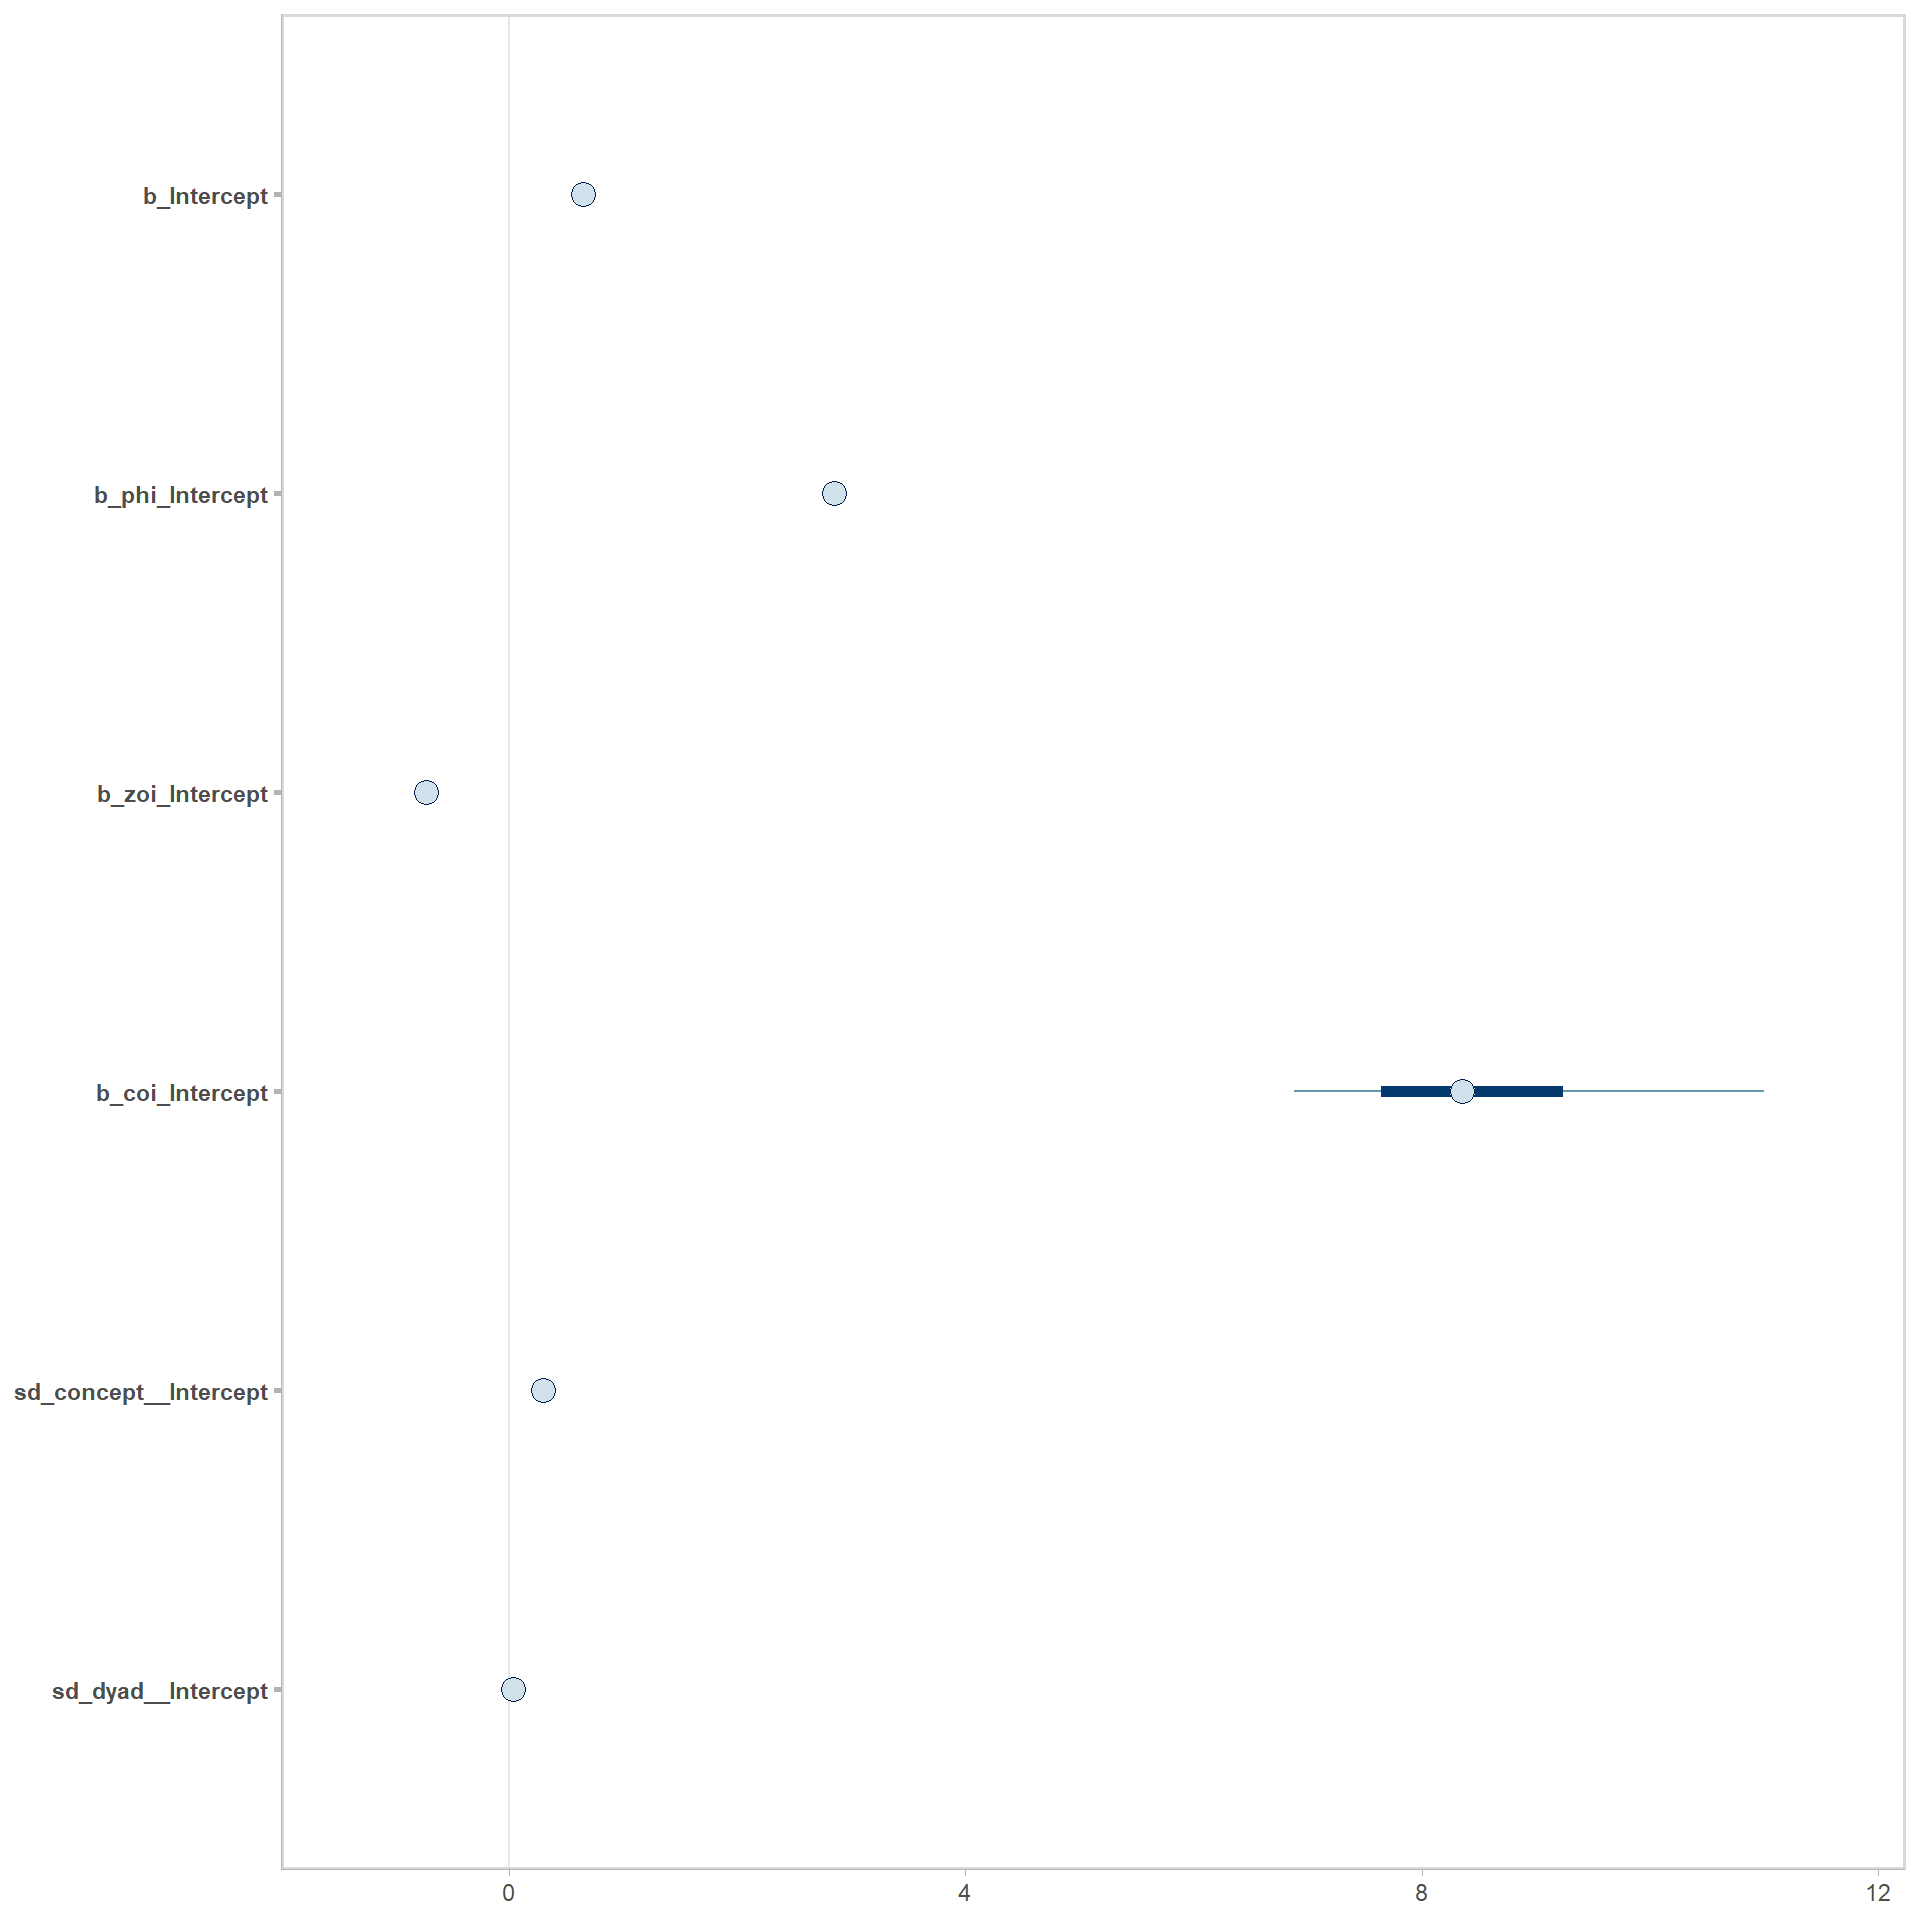 b_Intercept
b_phi_Intercept
b_zoi_Intercept
b_coi_Intercept
sd_concept__Intercept
sd_dyad__Intercept
0 4 8 12